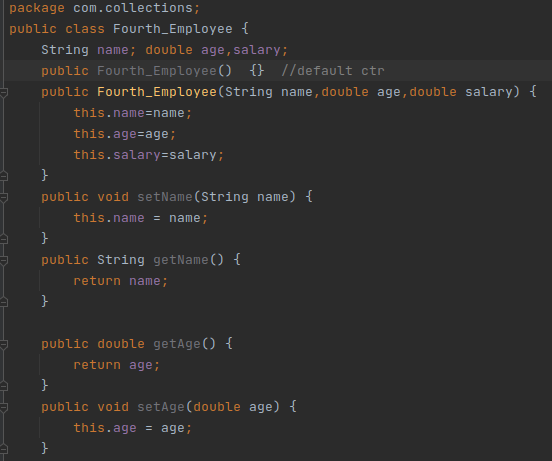 package com.collections;
public class Fourth_Employee {
    String name; double age,salary;
    public Fourth_Employee()  {}  //default ctr
    public Fourth_Employee(String name,double age,double salary) {
        this.name=name;
        this.age=age;
        this.salary=salary;
    }
    public void setName(String name) {
        this.name = name;
    }
    public String getName() {
        return name;
    }

    public double getAge() {
        return age;
    }
    public void setAge(double age) {
        this.age = age;
    }